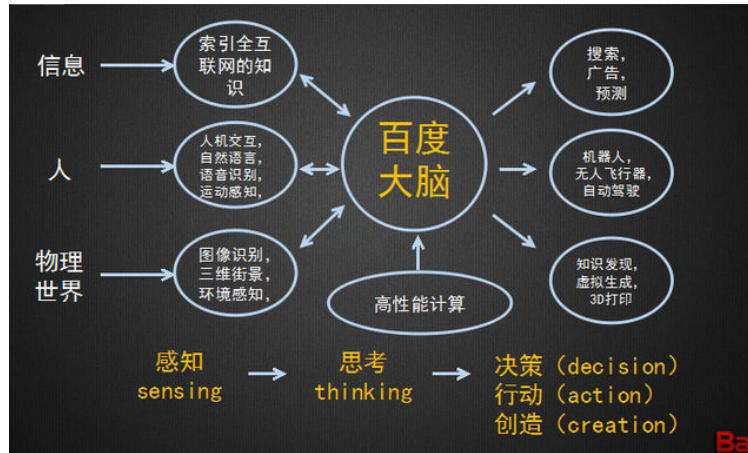 信息
索引全互
联网的知
识
搜索,
广告,
预测
百度
大脑
人
人机交互,
自然语言,
语音识别,
运动感知,
机器人,
无人飞行器,
自动驾驶
物理
世界
图像识别,
三维街景,
环境感知,
高性能计算
知识发现,
虚拟生成,
3D打印
感知
sensing
思考
thinking
决策（decision）
行动（action）
创造（creation）
Ba